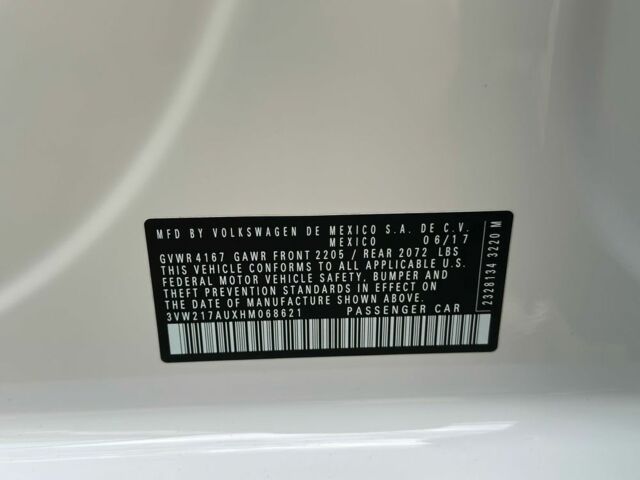 MFD BY VOLKSWAGEN DE MEXICO S.A. DE C.V.
MEXICO 06/17
GVWR 4167 GAWR FRONT 2205 / REAR 2072 LBS
THIS VEHICLE CONFORMS TO ALL APPLICABLE U.S.
FEDERAL MOTOR VEHICLE SAFETY, BUMPER AND
THEFT PREVENTION STANDARDS IN EFFECT ON
THE DATE OF MANUFACTURE SHOWN ABOVE.
3VW217AUXHM068621 PASSENGER CAR
2328134 3220 M